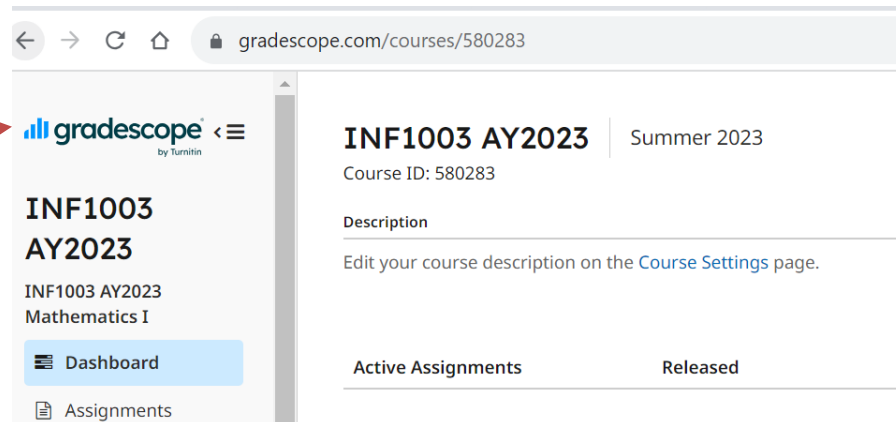 gradescope.com/courses/580283
gradescope
by Turnitin
INF1003
AY2023
INF1003 AY2023
Mathematics I
Dashboard
Assignments
INF1003 AY2023
Summer 2023
Course ID: 580283
Description
Edit your course description on the Course Settings page.
Active Assignments
Released